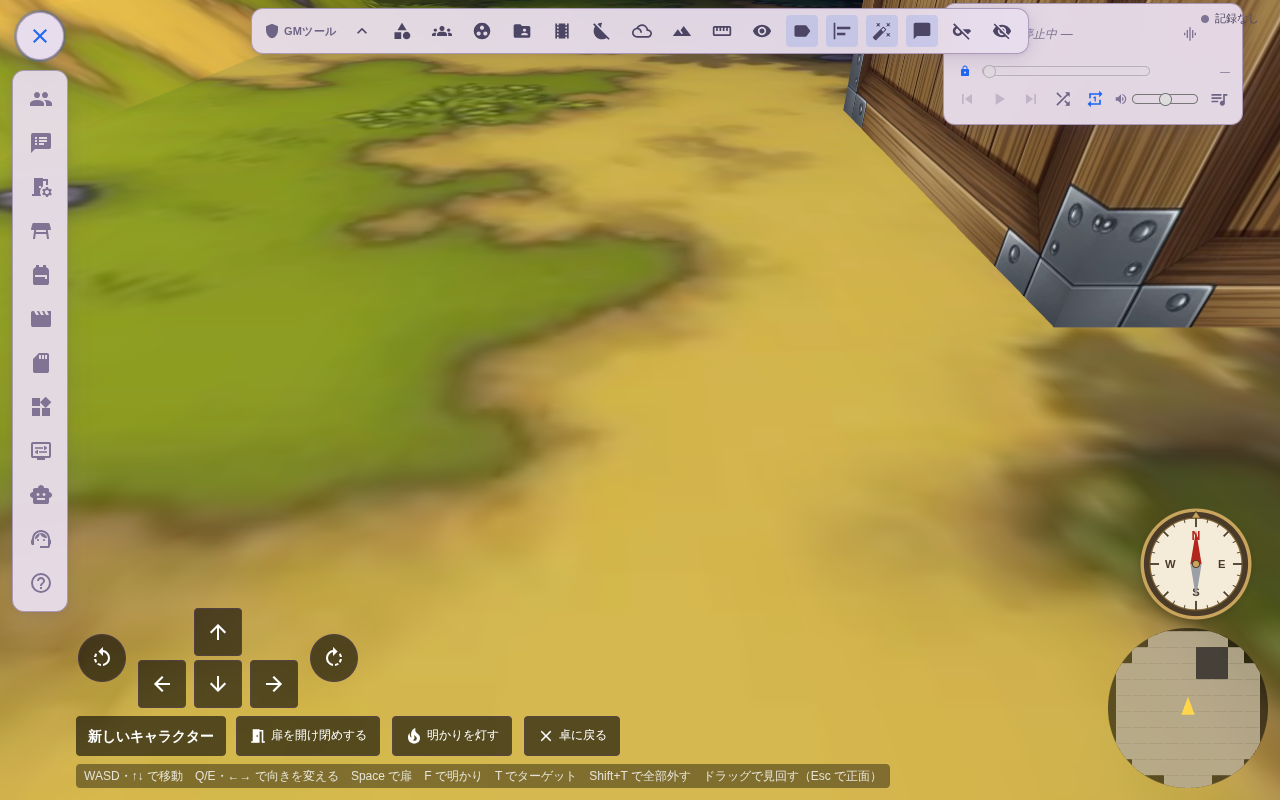 GMツール
記録なし
停止中 —
—
N
W
E
S
新しいキャラクター
扉を開け閉めする
明かりを灯す
卓に戻る
WASD・↑↓ で移動 Q/E・←→ で向きを変える Space で扉 F で明かり T でターゲット Shift+T で全部外す ドラッグで見回す（Esc で正面）